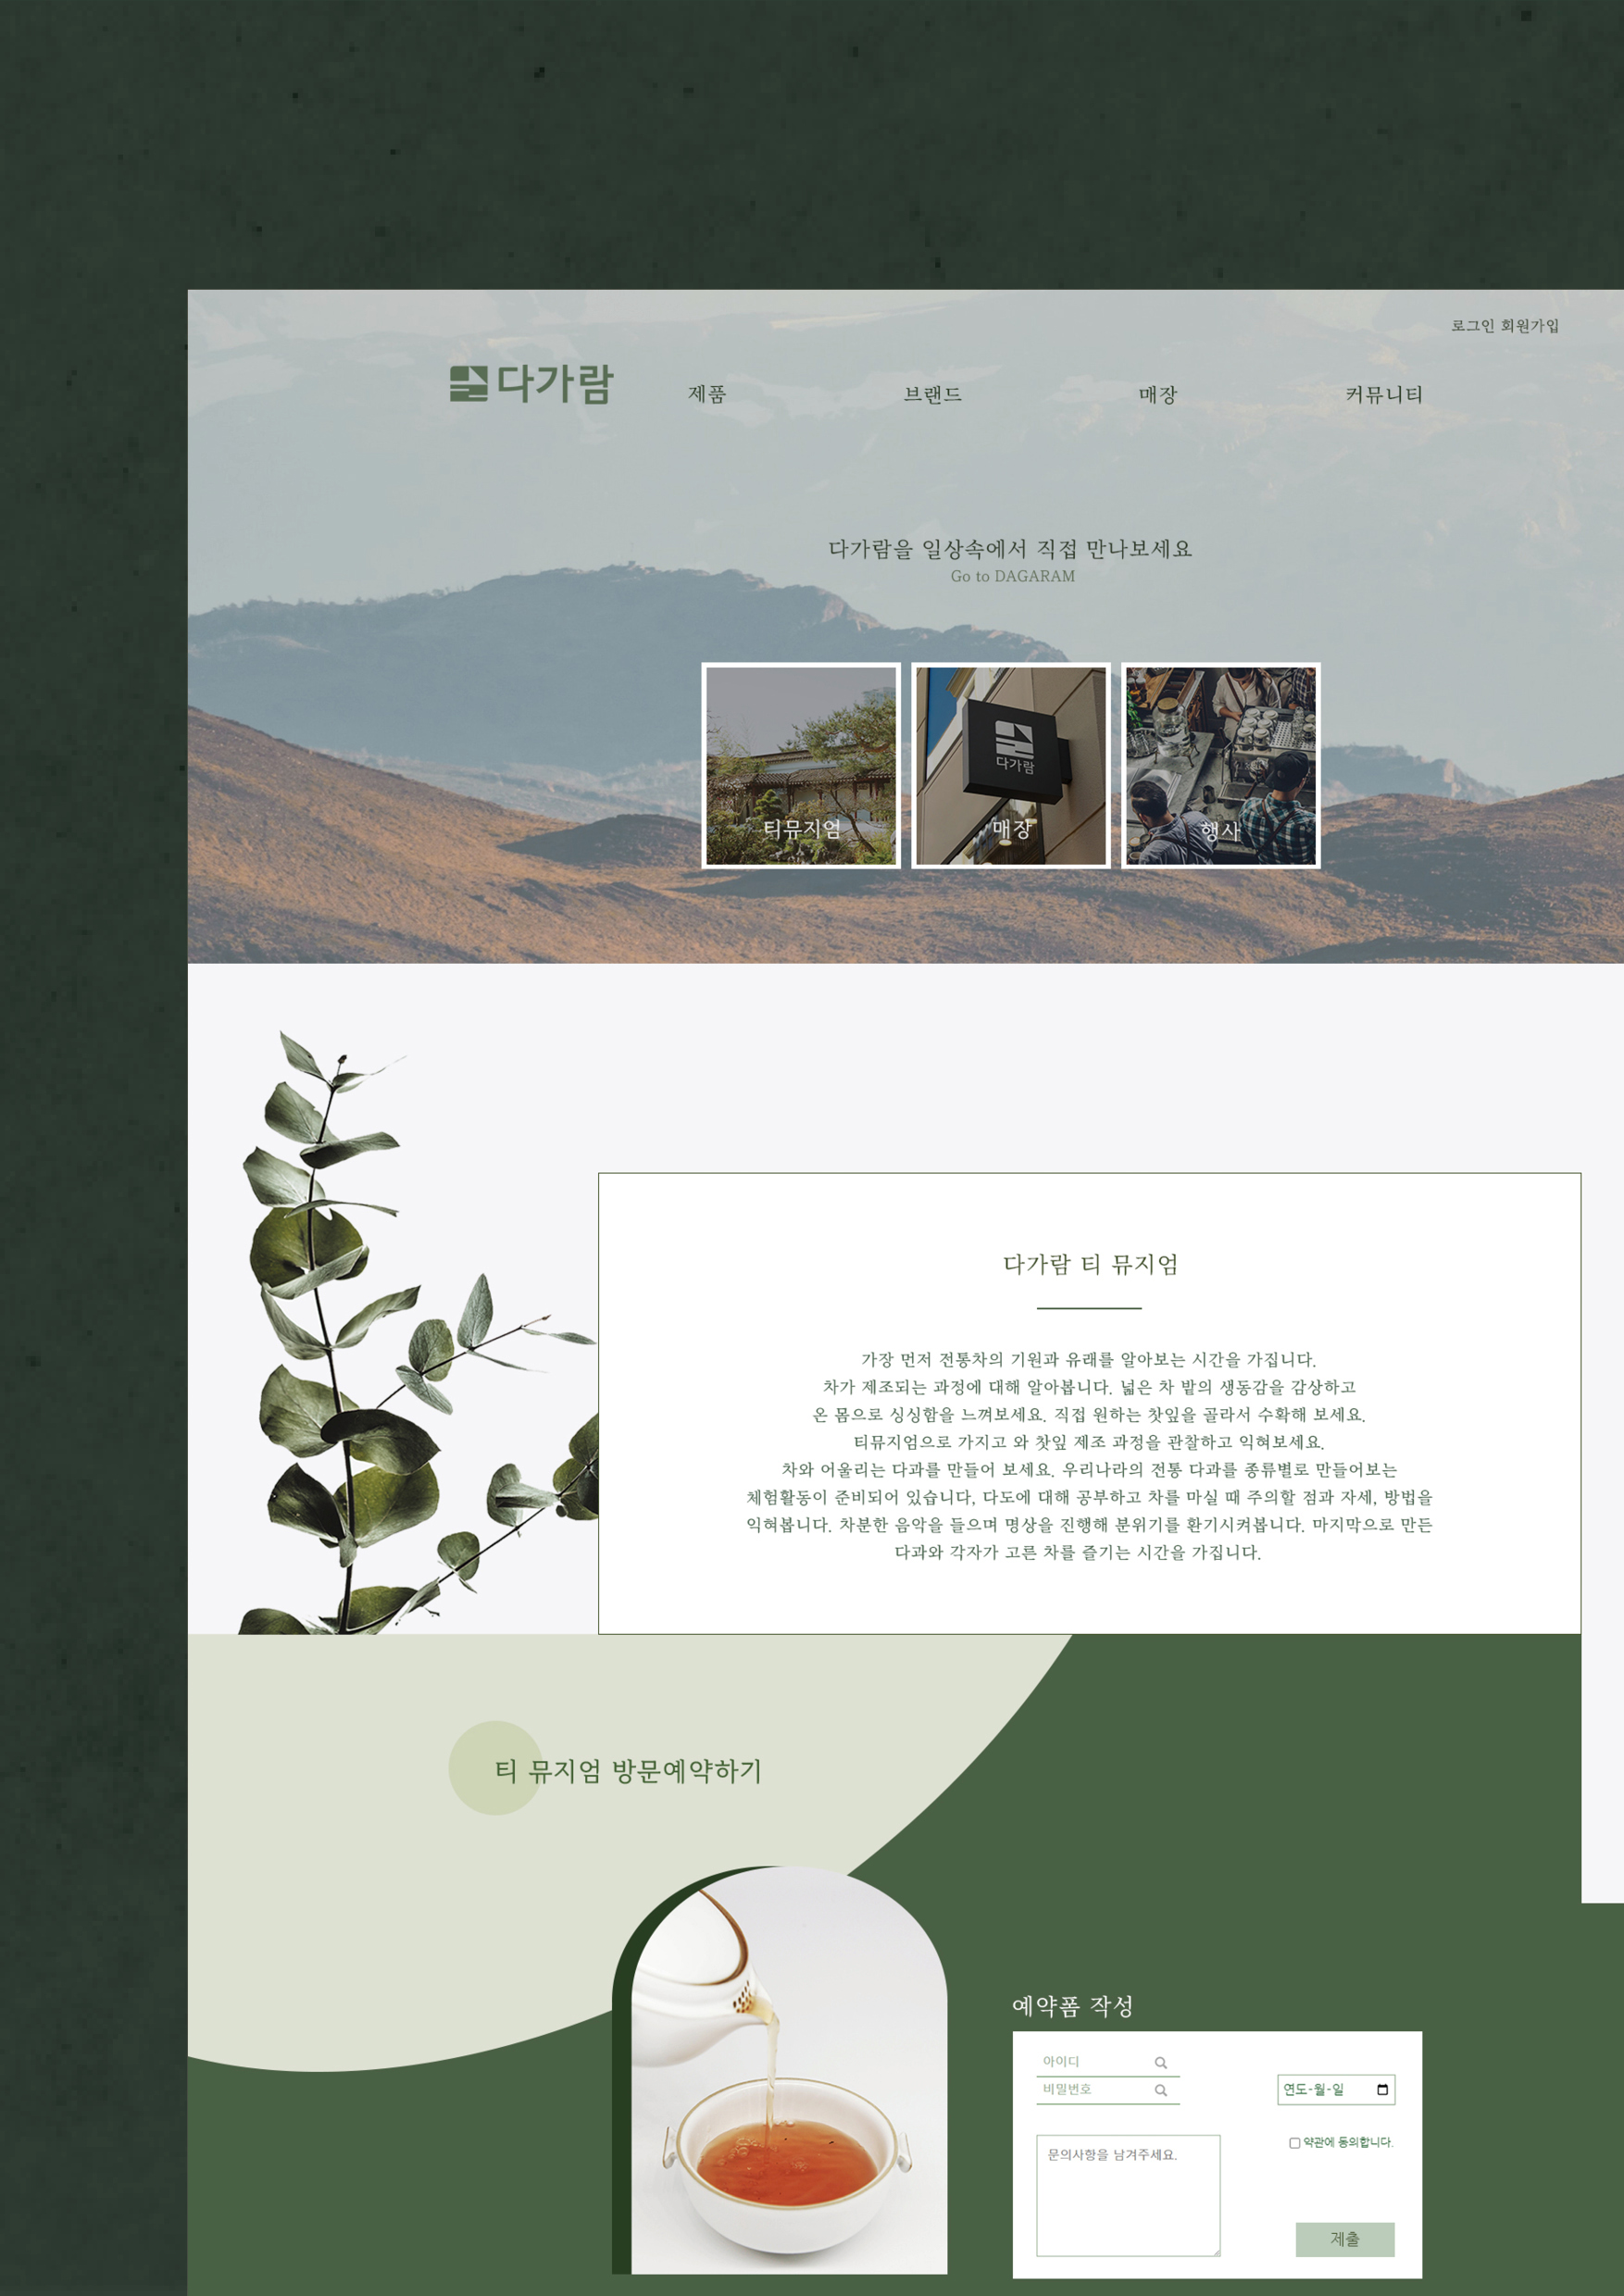 로그인 회원가입
다가람
제품 브랜드 매장 커뮤니티
다가람을 일상속에서 직접 만나보세요
Go to DAGARAM
다가람
티뮤지엄 매장 행사
다가람 티 뮤지엄
가장 먼저 전통차의 기원과 유래를 알아보는 시간을 가집니다.
차가 제조되는 과정에 대해 알아봅니다. 넓은 차 밭의 생동감을 감상하고
온 몸으로 싱싱함을 느껴보세요. 직접 원하는 찻잎을 골라서 수확해 보세요.
티뮤지엄으로 가지고 와 찻잎 제조 과정을 관찰하고 익혀보세요.
차와 어울리는 다과를 만들어 보세요. 우리나라의 전통 다과를 종류별로 만들어보는
체험활동이 준비되어 있습니다, 다도에 대해 공부하고 차를 마실 때 주의할 점과 자세, 방법을
익혀봅니다. 차분한 음악을 들으며 명상을 진행해 분위기를 환기시켜봅니다. 마지막으로 만든
다과와 각자가 고른 차를 즐기는 시간을 가집니다.
티 뮤지엄 방문예약하기
예약폼 작성
아이디
비밀번호
연도-월-일
약관에 동의합니다.
문의사항을 남겨주세요.
제출